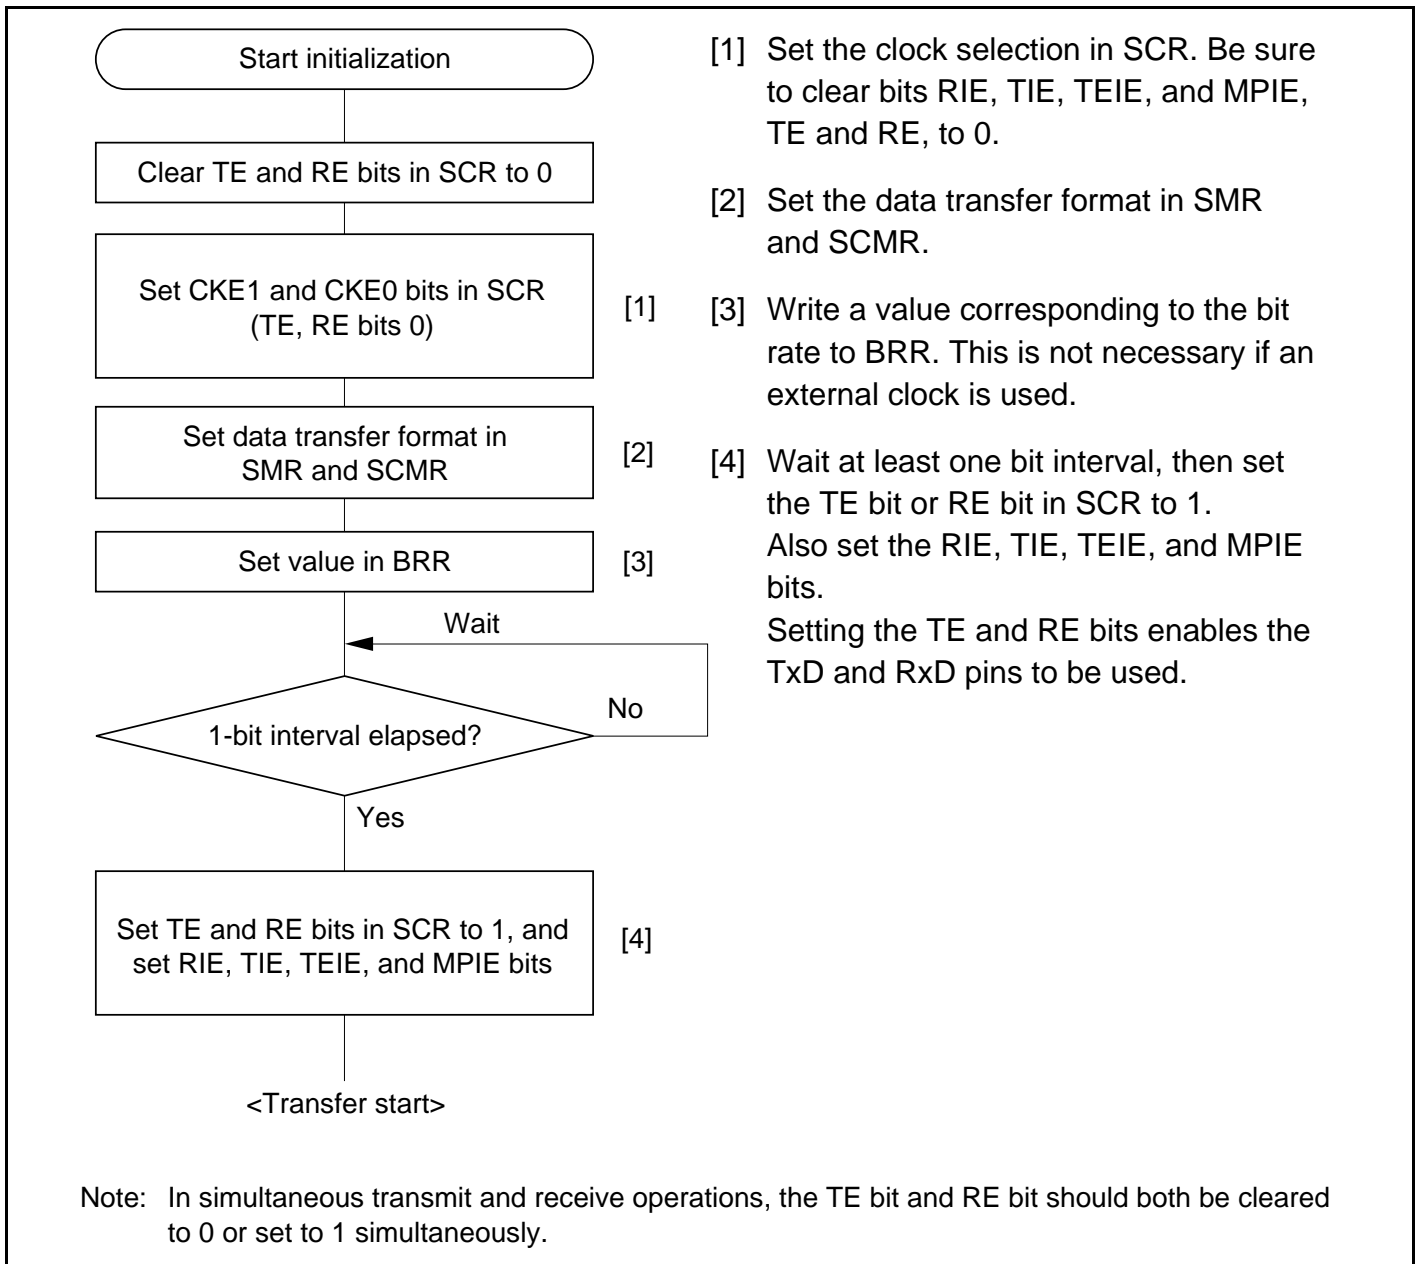 Start initialization
Clear TE and RE bits in SCR to 0
Set CKE1 and CKE0 bits in SCR
(TE, RE bits 0)
[1]
Set data transfer format in
SMR and SCMR
[2]
Set value in BRR
[3]
Wait
1-bit interval elapsed?
No
Yes
Set TE and RE bits in SCR to 1, and
set RIE, TIE, TEIE, and MPIE bits
[4]
<Transfer start>
[1] Set the clock selection in SCR. Be sure
to clear bits RIE, TIE, TEIE, and MPIE,
TE and RE, to 0.
[2] Set the data transfer format in SMR
and SCMR.
[3] Write a value corresponding to the bit
rate to BRR. This is not necessary if an
external clock is used.
[4] Wait at least one bit interval, then set
the TE bit or RE bit in SCR to 1.
Also set the RIE, TIE, TEIE, and MPIE
bits.
Setting the TE and RE bits enables the
TxD and RxD pins to be used.
Note: In simultaneous transmit and receive operations, the TE bit and RE bit should both be cleared
to 0 or set to 1 simultaneously.